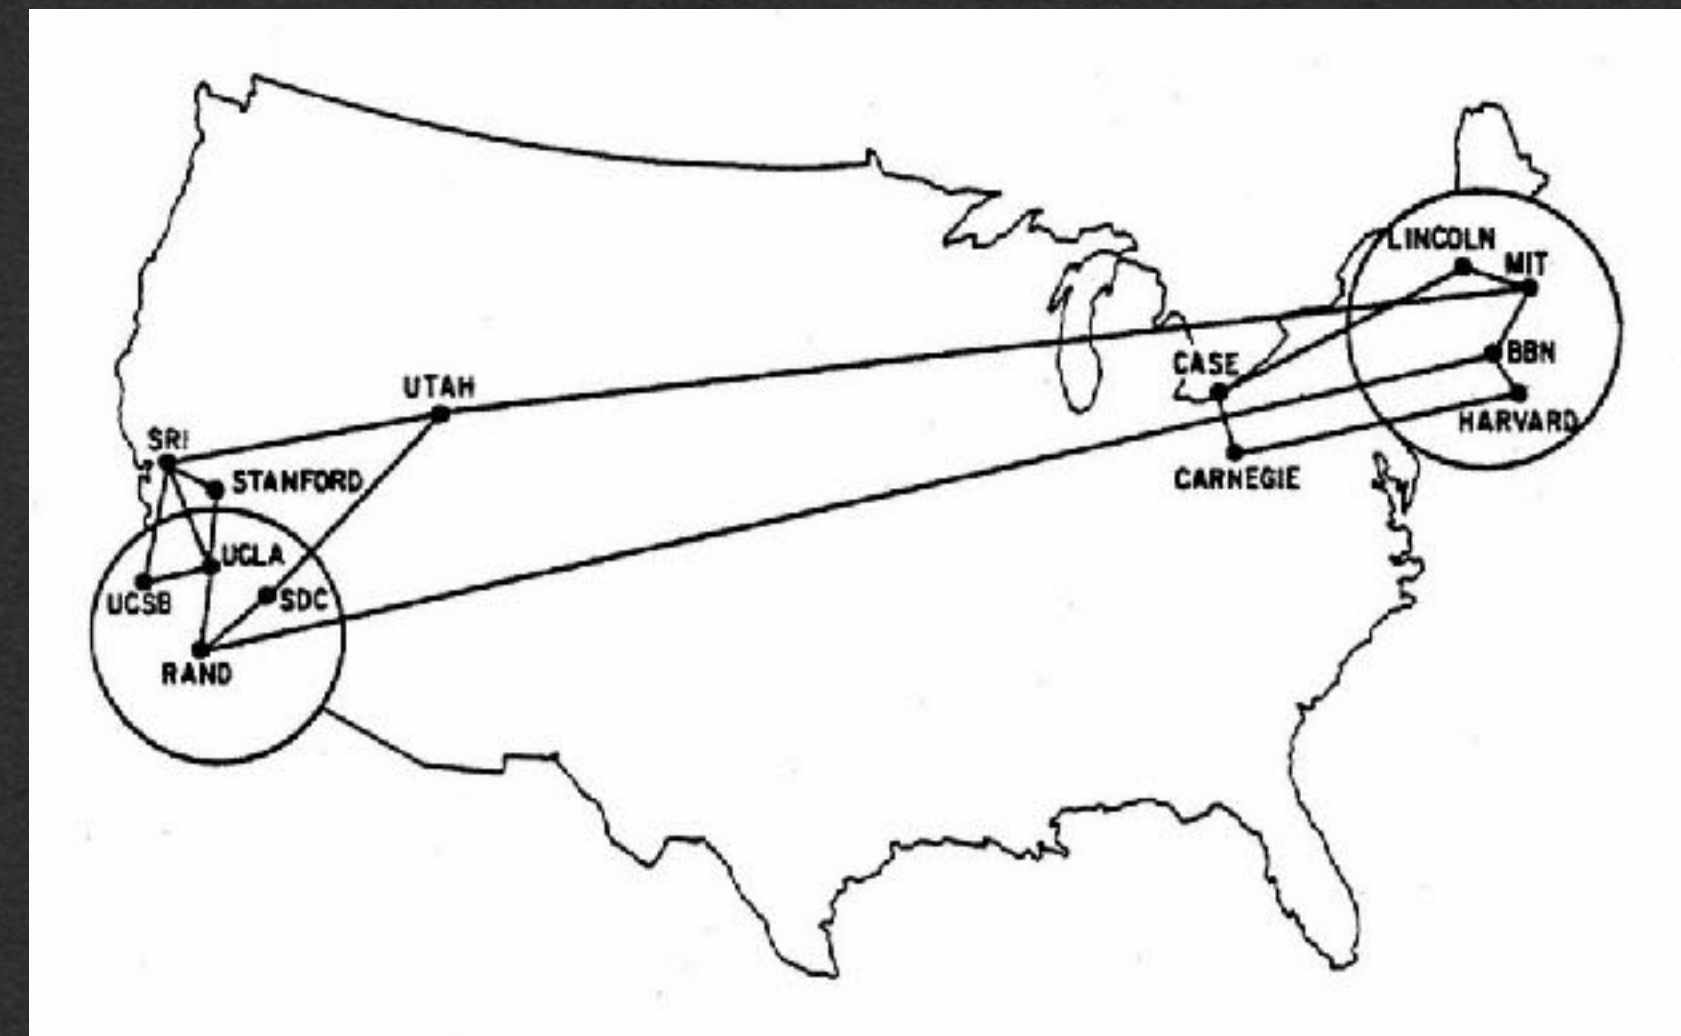 LINCOLN
MIT
CASE
BBN
UTAH
HARVARD
SRI
STANFORD
CARNEGIE
UCLA
UCSB
SDC
RAND